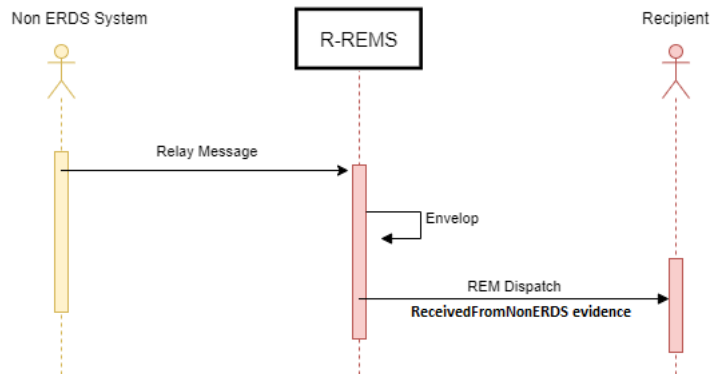 Non ERDS System
R-REMS
Recipient
Relay Message
Envelop
REM Dispatch
ReceivedFromNonERDS evidence